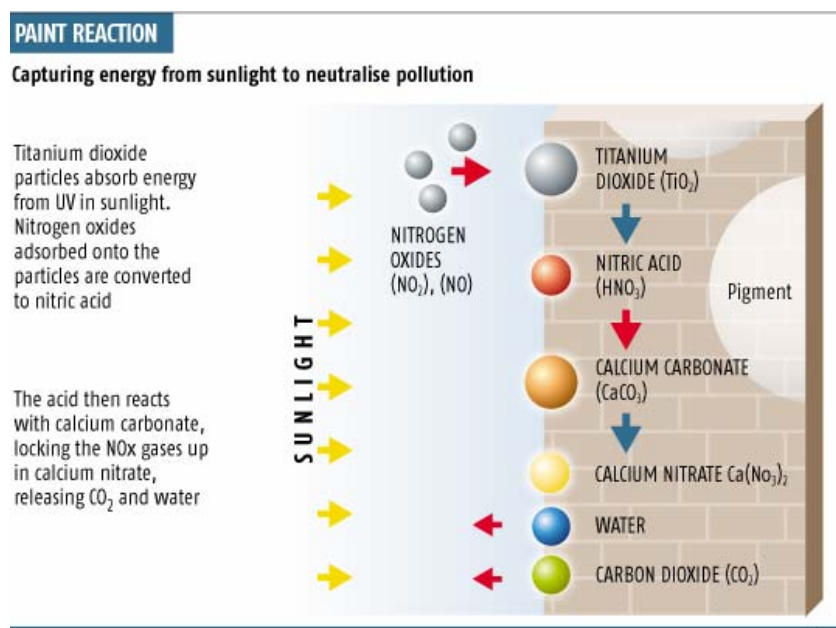 PAINT REACTION
Capturing energy from sunlight to neutralise pollution
Titanium dioxide
particles absorb energy
from UV in sunlight.
Nitrogen oxides
adsorbed onto the
particles are converted
to nitric acid
The acid then reacts
with calcium carbonate,
locking the NOx gases up
in calcium nitrate,
releasing CO₂ and water
SUNLIGHT
NITROGEN
OXIDES
(NO₂), (NO)
TITANIUM
DIOXIDE (TiO₂)
NITRIC ACID
(HNO₃)
Pigment
CALCIUM CARBONATE
(CaCO₃)
CALCIUM NITRATE Ca(No₃)₂
WATER
CARBON DIOXIDE (CO₂)